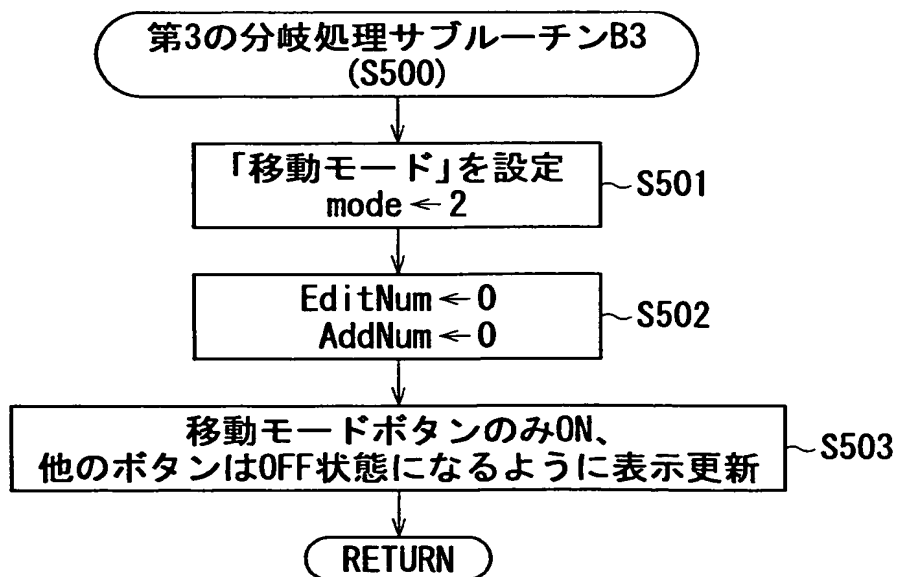 第3の分岐処理サブルーチンB3
(S500)
「移動モード」を設定
mode←2
S501
EditNum←0
AddNum←0
S502
移動モードボタンのみON、
他のボタンはOFF状態になるように表示更新
S503
RETURN